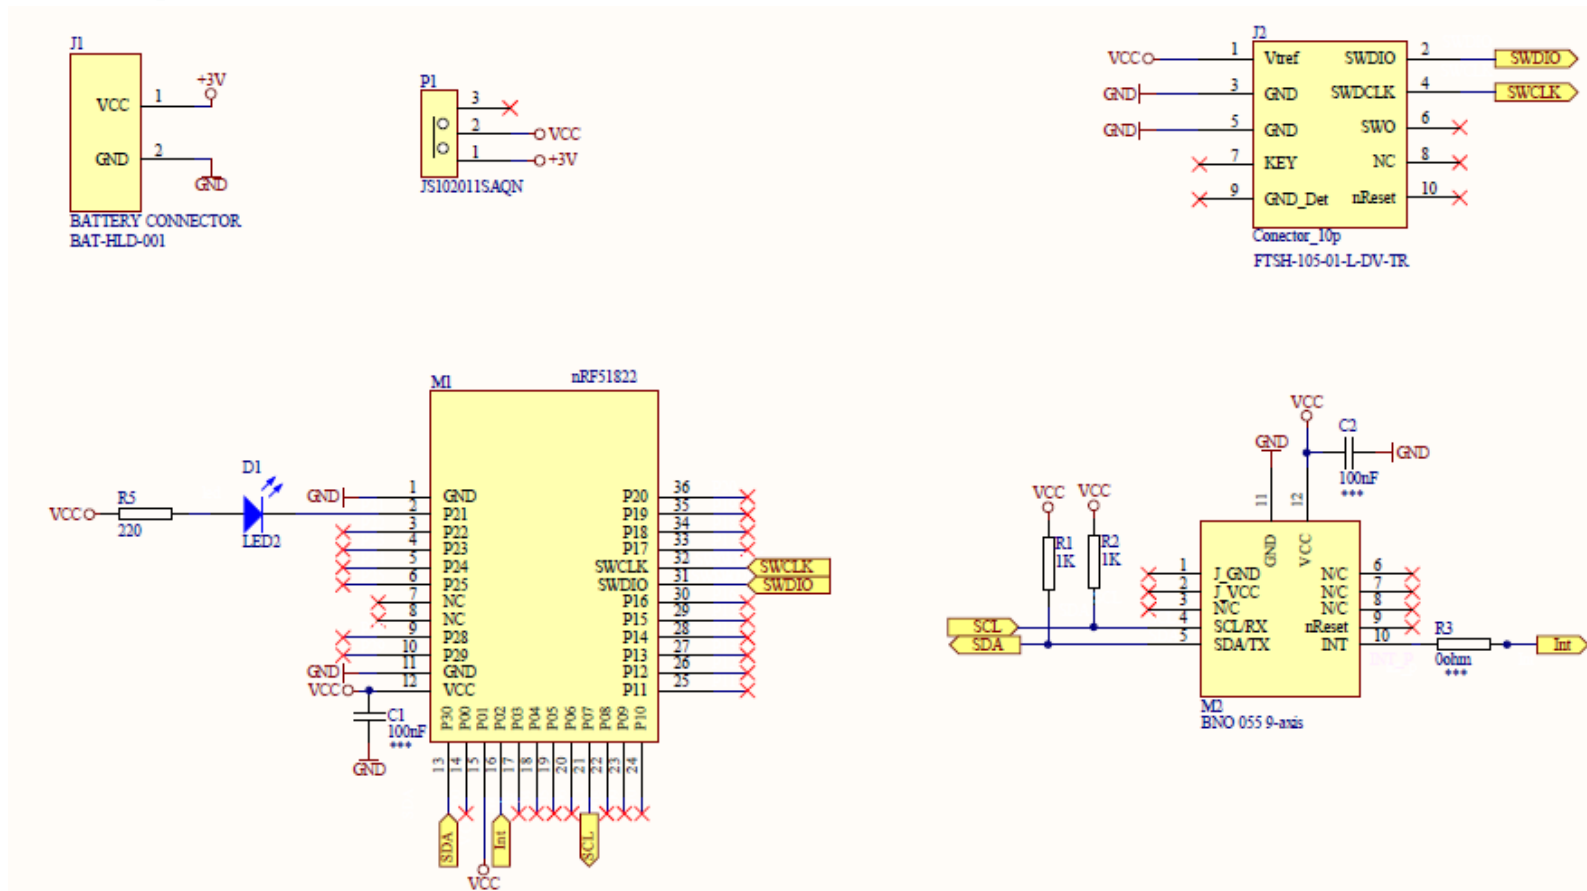 J1
VCC 1 +3V
GND 2
GND
BATTERY CONNECTOR
BAT-HLD-001
P1
3
2 VCC
1 +3V
JS102011SAQN
J2
VCC 1 Vtref SWDIO 2 SWDIO
GND 3 GND SWDCLK 4 SWCLK
GND 5 GND SWO 6
7 KEY NC 8
9 GND_Det nReset 10
Conector_10p
FTSH-105-01-L-DV-TR
M1 nRF51822
VCC R5 220
D1 LED2
GND 1 GND
2 P21
3 P22
4 P23
5 P24
6 P25
7 NC
8 NC
9 P28
10 P29
GND 11 GND
VCC 12 VCC
C1
100nF
***
GND
P20 36
P19 35
P18 34
P17 33
SWCLK 32 SWCLK
SWDIO 31 SWDIO
P16 30
P15 29
P14 28
P13 27
P12 26
P11 25
P30 P00 P01 P02 P03 P04 P05 P06 P07 P08 P09 P10
13 14 15 16 17 18 19 20 21 22 23 24
SDA Int SCL
VCC
VCC
C2
GND
100nF
***
GND
VCC VCC
R1
1K
R2
1K
11 12
GND VCC
1 J_GND N/C 6
2 J_VCC N/C 7
3 N/C N/C 8
SCL 4 SCL/RX nReset 9
SDA 5 SDA/TX INT 10
R3
0ohm
***
Int
M2
BNO 055 9-axis